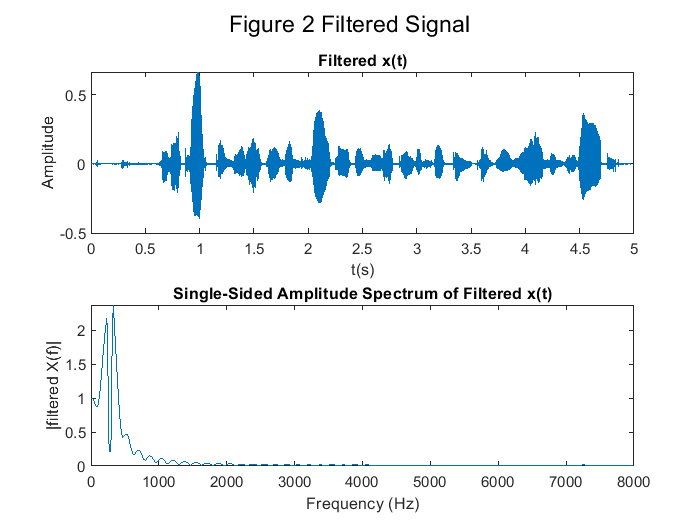 Figure 2 Filtered Signal
Filtered x(t)
Amplitude
0.5
0
-0.5
0 0.5 1 1.5 2 2.5 3 3.5 4 4.5 5
t(s)
Single-Sided Amplitude Spectrum of Filtered x(t)
|filtered X(f)|
2
1.5
1
0.5
0
0 1000 2000 3000 4000 5000 6000 7000 8000
Frequency (Hz)